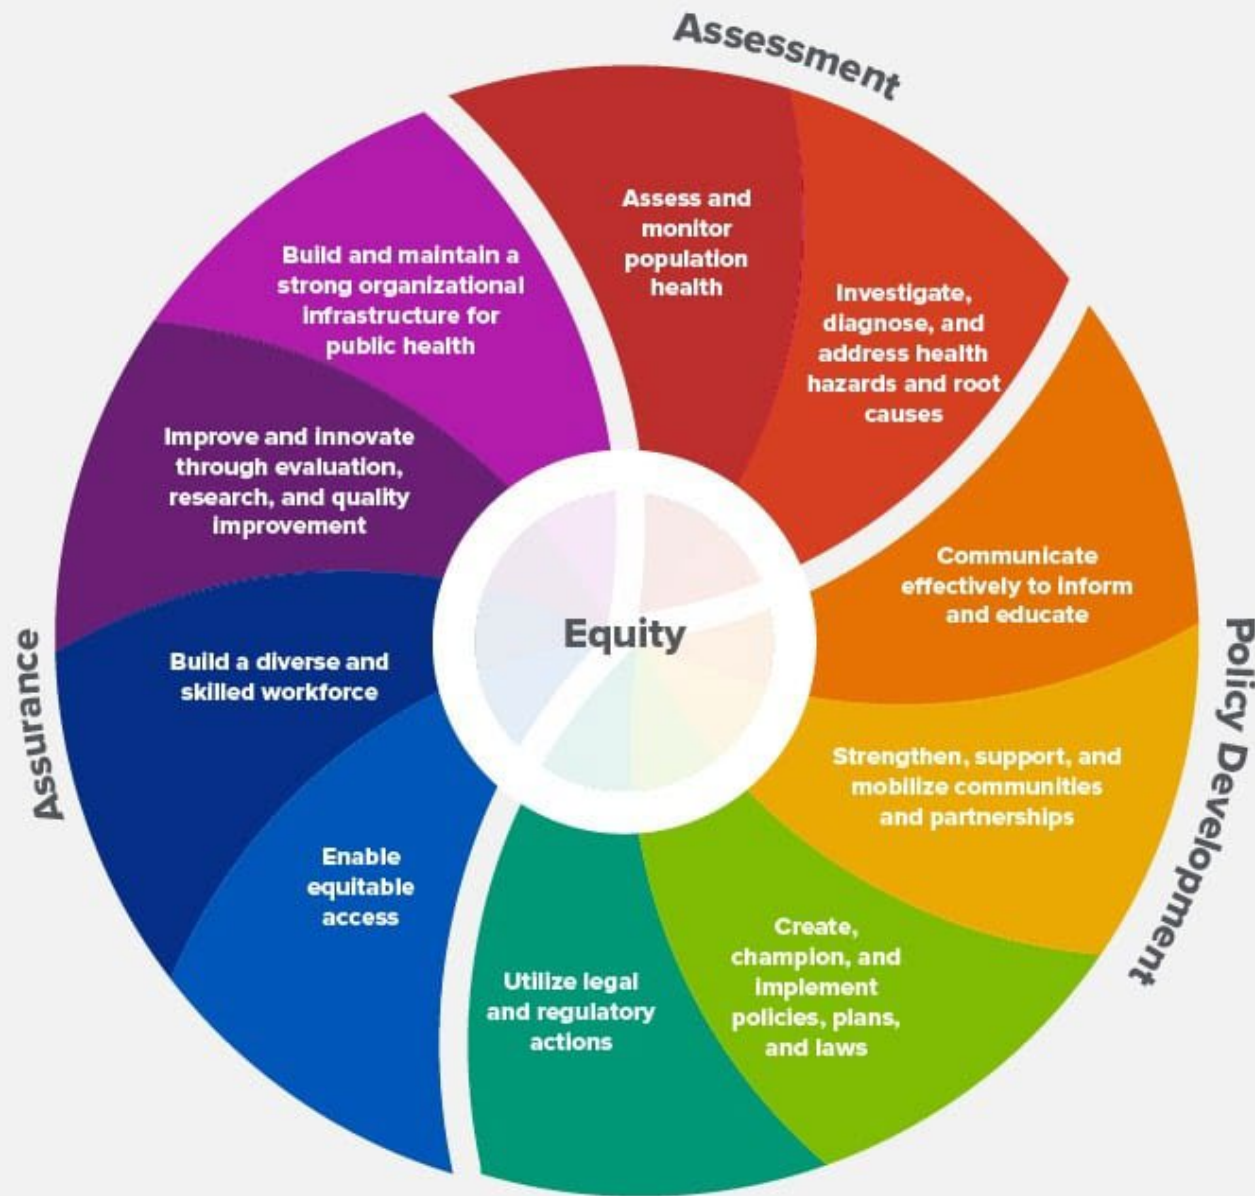 Assessment
Assess and
monitor
population
health
Investigate,
diagnose, and
address health
hazards and root
causes
Communicate
effectively to inform
and educate
Policy Development
Strengthen, support, and
mobilize communities
and partnerships
Create,
champion, and
implement
policies, plans,
and laws
Utilize legal
and regulatory
actions
Enable
equitable
access
Assurance
Build a diverse and
skilled workforce
Improve and innovate
through evaluation,
research, and quality
improvement
Build and maintain a
strong organizational
infrastructure for
public health
Equity